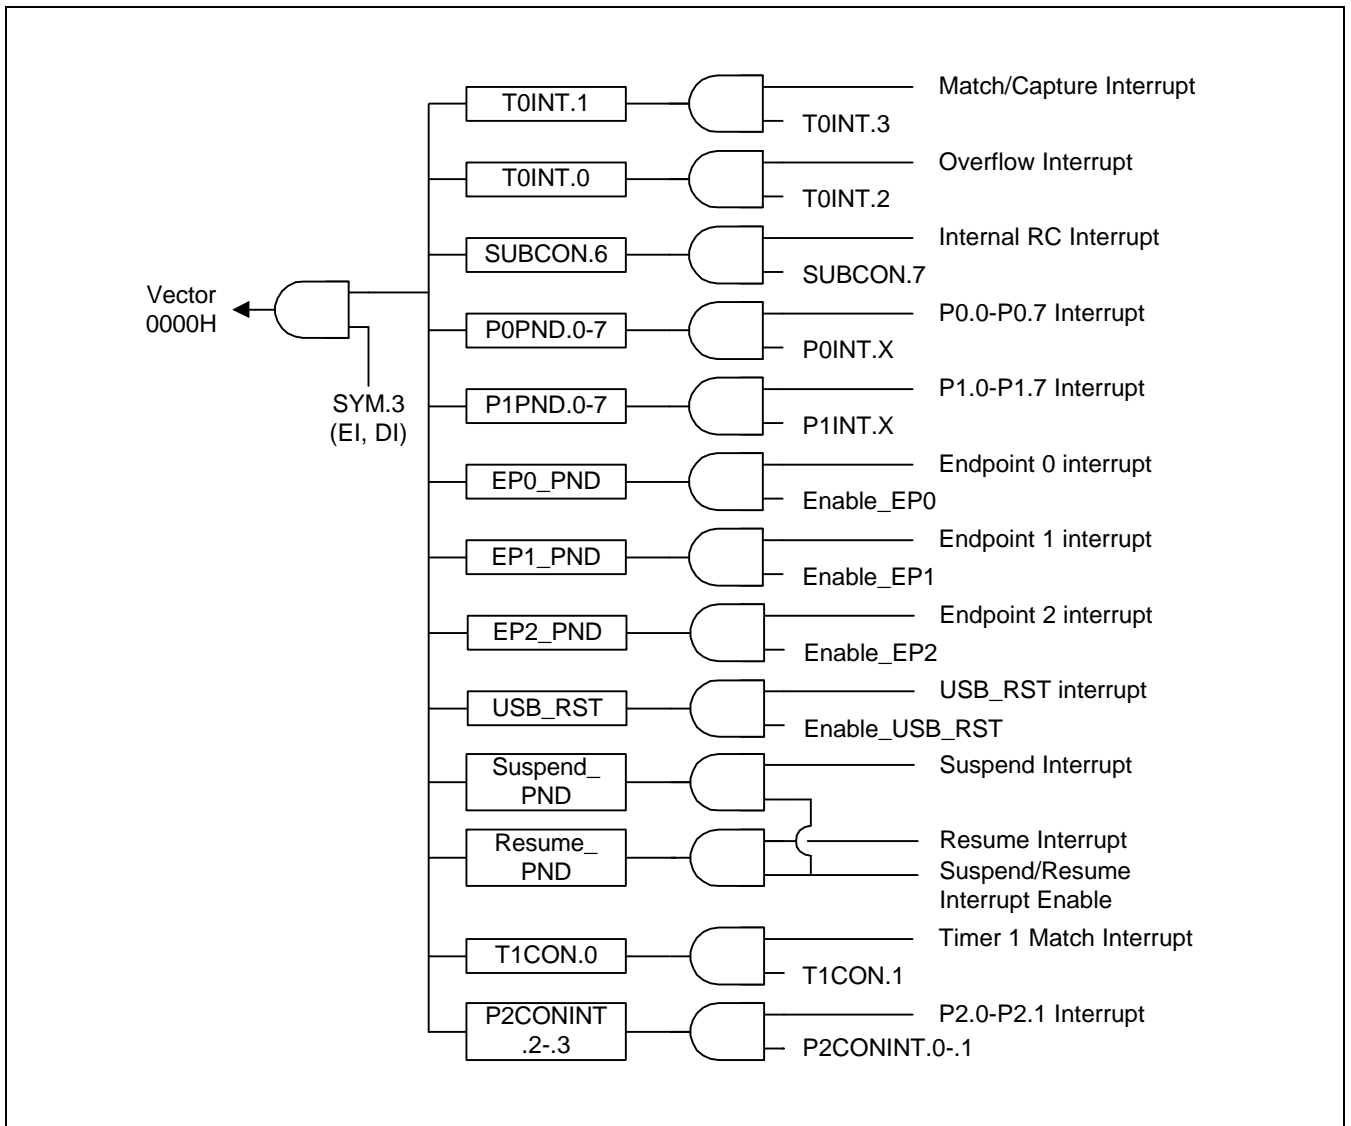 Match/Capture Interrupt
T0INT.1
T0INT.3
Overflow Interrupt
T0INT.0
T0INT.2
Internal RC Interrupt
SUBCON.6
SUBCON.7
Vector
0000H
P0.0-P0.7 Interrupt
P0PND.0-7
P0INT.X
SYM.3
(EI, DI)
P1.0-P1.7 Interrupt
P1PND.0-7
P1INT.X
Endpoint 0 interrupt
EP0_PND
Enable_EP0
Endpoint 1 interrupt
EP1_PND
Enable_EP1
Endpoint 2 interrupt
EP2_PND
Enable_EP2
USB_RST interrupt
USB_RST
Enable_USB_RST
Suspend Interrupt
Suspend_
PND
Resume Interrupt
Resume_
PND
Suspend/Resume
Interrupt Enable
Timer 1 Match Interrupt
T1CON.0
T1CON.1
P2.0-P2.1 Interrupt
P2CONINT
.2-.3
P2CONINT.0-.1